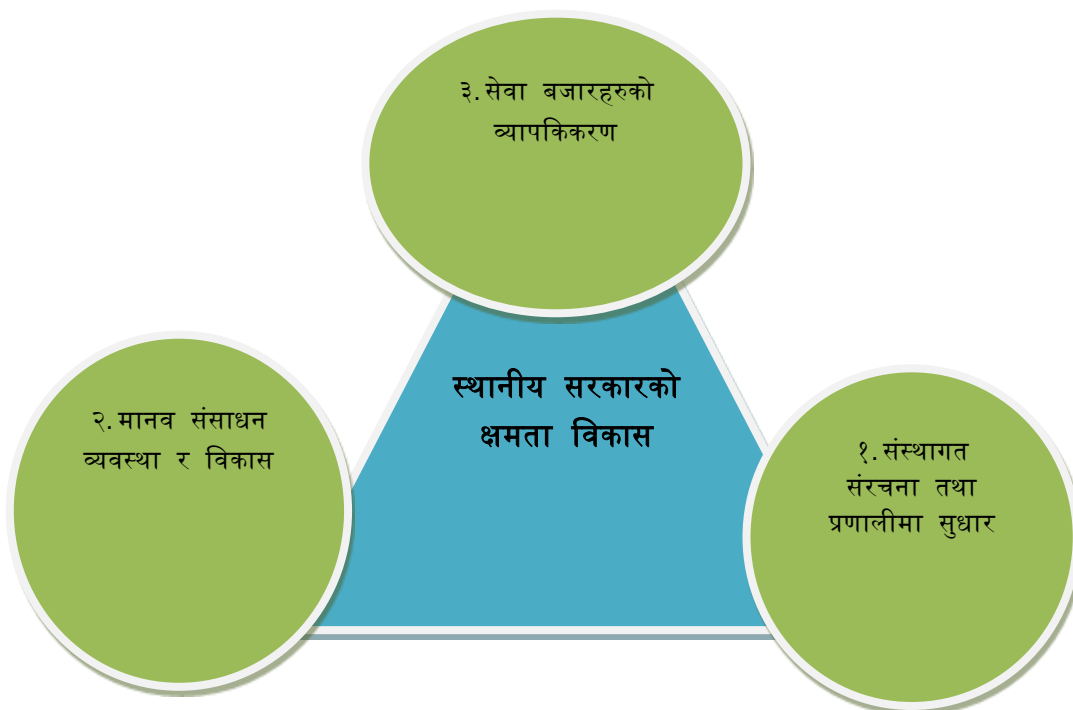 ३. सेवा बजारहरुको
व्यापकिकरण
स्थानीय सरकारको
क्षमता विकास
२. मानव संसाधन
व्यवस्था र विकास
१. संस्थागत
संरचना तथा
प्रणालीमा सुधार